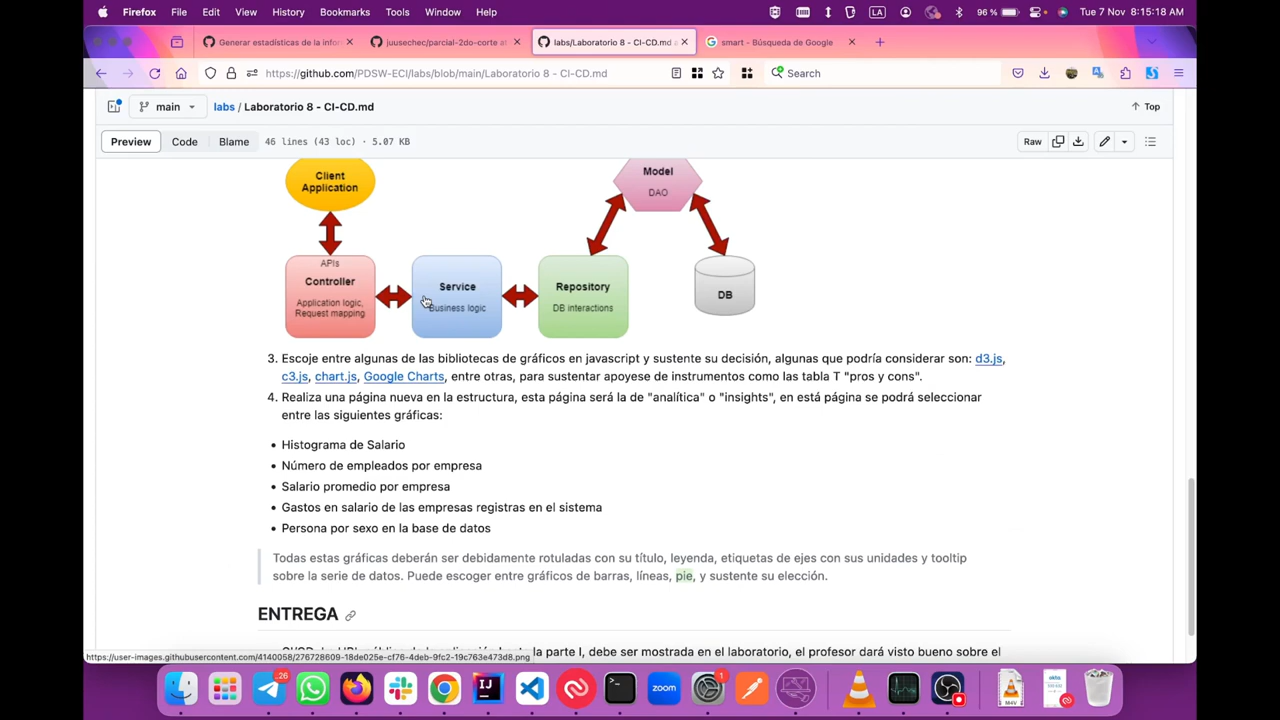 Firefox File Edit View History Bookmarks Tools Window Help LA 96 % Tue 7 Nov 8:15:18 AM
Generar estadísticas de la infor juusechec/parcial-2do-corte at labs/Laboratorio 8 - CI-CD.md a smart - Búsqueda de Google
https://github.com/PDSW-ECI/labs/blob/main/Laboratorio 8 - CI-CD.md Search
main labs / Laboratorio 8 - CI-CD.md Top
Preview Code Blame 46 lines (43 loc) · 5.07 KB Raw
Client
Application
Model
DAO
APIs
Controller
Application logic,
Request mapping
Service
Business logic
Repository
DB interactions
DB
3. Escoje entre algunas de las bibliotecas de gráficos en javascript y sustente su decisión, algunas que podría considerar son: d3.js,
c3.js, chart.js, Google Charts, entre otras, para sustentar apoyese de instrumentos como las tabla T "pros y cons".
4. Realiza una página nueva en la estructura, esta página será la de "analítica" o "insights", en está página se podrá seleccionar
entre las siguientes gráficas:
• Histograma de Salario
• Número de empleados por empresa
• Salario promedio por empresa
• Gastos en salario de las empresas registras en el sistema
• Persona por sexo en la base de datos
Todas estas gráficas deberán ser debidamente rotuladas con su título, leyenda, etiquetas de ejes con sus unidades y tooltip
sobre la serie de datos. Puede escoger entre gráficos de barras, líneas, pie, y sustente su elección.
ENTREGA
la parte I, debe ser mostrada en el laboratorio, el profesor dará visto bueno sobre el
https://user-images.githubusercontent.com/4140058/276728609-18de025e-cf76-4deb-9fc2-19c763e473d8.png
26
1
zoom
M4V